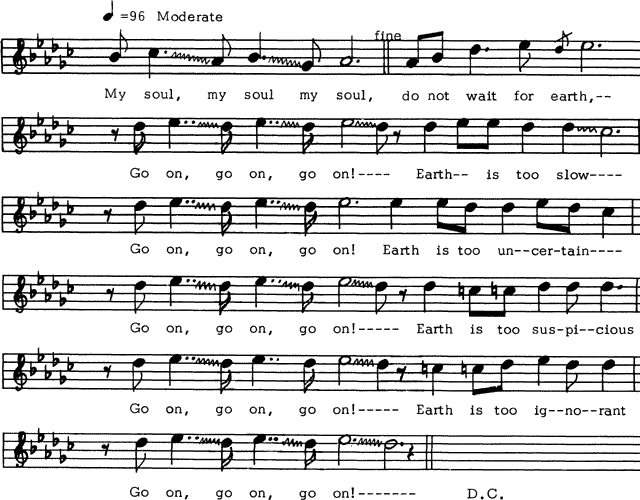 ♩ =96 Moderate
fine
My soul, my soul my soul, do not wait for earth,--
Go on, go on, go on!---- Earth-- is too slow----
Go on, go on, go on! Earth is too un--cer-tain----
Go on, go on, go on!----- Earth is too sus-pi--cious
Go on, go on, go on!----- Earth is too ig--no--rant
Go on, go on, go on!------- D.C.